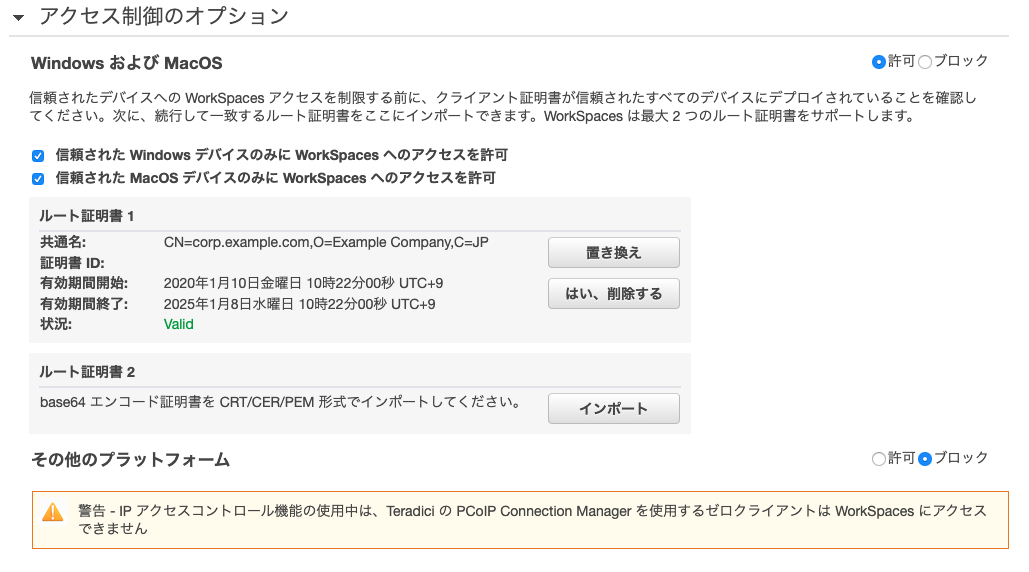 アクセス制御のオプション
Windows および MacOS
許可 ブロック
信頼されたデバイスへの WorkSpaces アクセスを制限する前に、クライアント証明書が信頼されたすべてのデバイスにデプロイされていることを確認し
てください。次に、続行して一致するルート証明書をここにインポートできます。WorkSpaces は最大 2 つのルート証明書をサポートします。
信頼された Windows デバイスのみに WorkSpaces へのアクセスを許可
信頼された MacOS デバイスのみに WorkSpaces へのアクセスを許可
ルート証明書 1
共通名: CN=corp.example.com,O=Example Company,C=JP
証明書 ID:
有効期間開始: 2020年1月10日金曜日 10時22分00秒 UTC+9
有効期間終了: 2025年1月8日水曜日 10時22分00秒 UTC+9
状況: Valid
置き換え
はい、削除する
ルート証明書 2
base64 エンコード証明書を CRT/CER/PEM 形式でインポートしてください。
インポート
その他のプラットフォーム
許可 ブロック
警告 - IP アクセスコントロール機能の使用中は、Teradici の PCoIP Connection Manager を使用するゼロクライアントは WorkSpaces にアクセス
できません